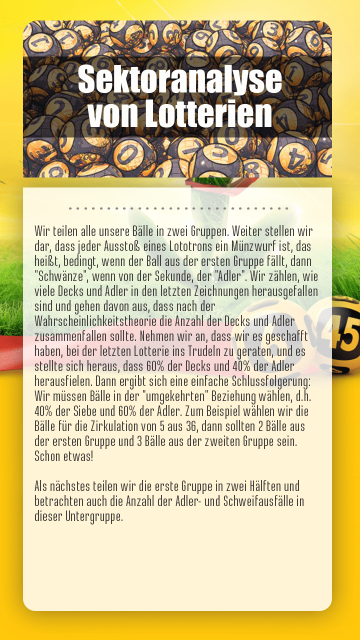 Sektoranalyse
von Lotterien
Wir teilen alle unsere Bälle in zwei Gruppen. Weiter stellen wir
dar, dass jeder Ausstoß eines Lototrons ein Münzwurf ist, das
heißt, bedingt, wenn der Ball aus der ersten Gruppe fällt, dann
"Schwänze", wenn von der Sekunde, der "Adler". Wir zählen, wie
viele Decks und Adler in den letzten Zeichnungen herausgefallen
sind und gehen davon aus, dass nach der
Wahrscheinlichkeitstheorie die Anzahl der Decks und Adler
zusammenfallen sollte. Nehmen wir an, dass wir es geschafft
haben, bei der letzten Lotterie ins Trudeln zu geraten, und es
stellte sich heraus, dass 60% der Decks und 40% der Adler
herausfielen. Dann ergibt sich eine einfache Schlussfolgerung:
Wir müssen Bälle in der "umgekehrten" Beziehung wählen, d.h.
40% der Siebe und 60% der Adler. Zum Beispiel wählen wir die
Bälle für die Zirkulation von 5 aus 36, dann sollten 2 Bälle aus
der ersten Gruppe und 3 Bälle aus der zweiten Gruppe sein.
Schon etwas!
Als nächstes teilen wir die erste Gruppe in zwei Hälften und
betrachten auch die Anzahl der Adler- und Schweifausfälle in
dieser Untergruppe.
45